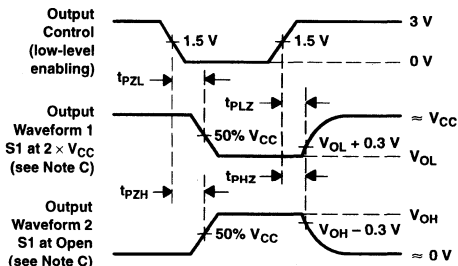 Output
Control
(low-level
enabling)
1.5 V
1.5 V
3 V
0 V
tPZL
tPLZ
Output
Waveform 1
S1 at 2 × VCC
(see Note C)
50% VCC
VOL + 0.3 V
≈ VCC
VOL
tPZH
tPHZ
Output
Waveform 2
S1 at Open
(see Note C)
50% VCC
VOH − 0.3 V
VOH
≈ 0 V